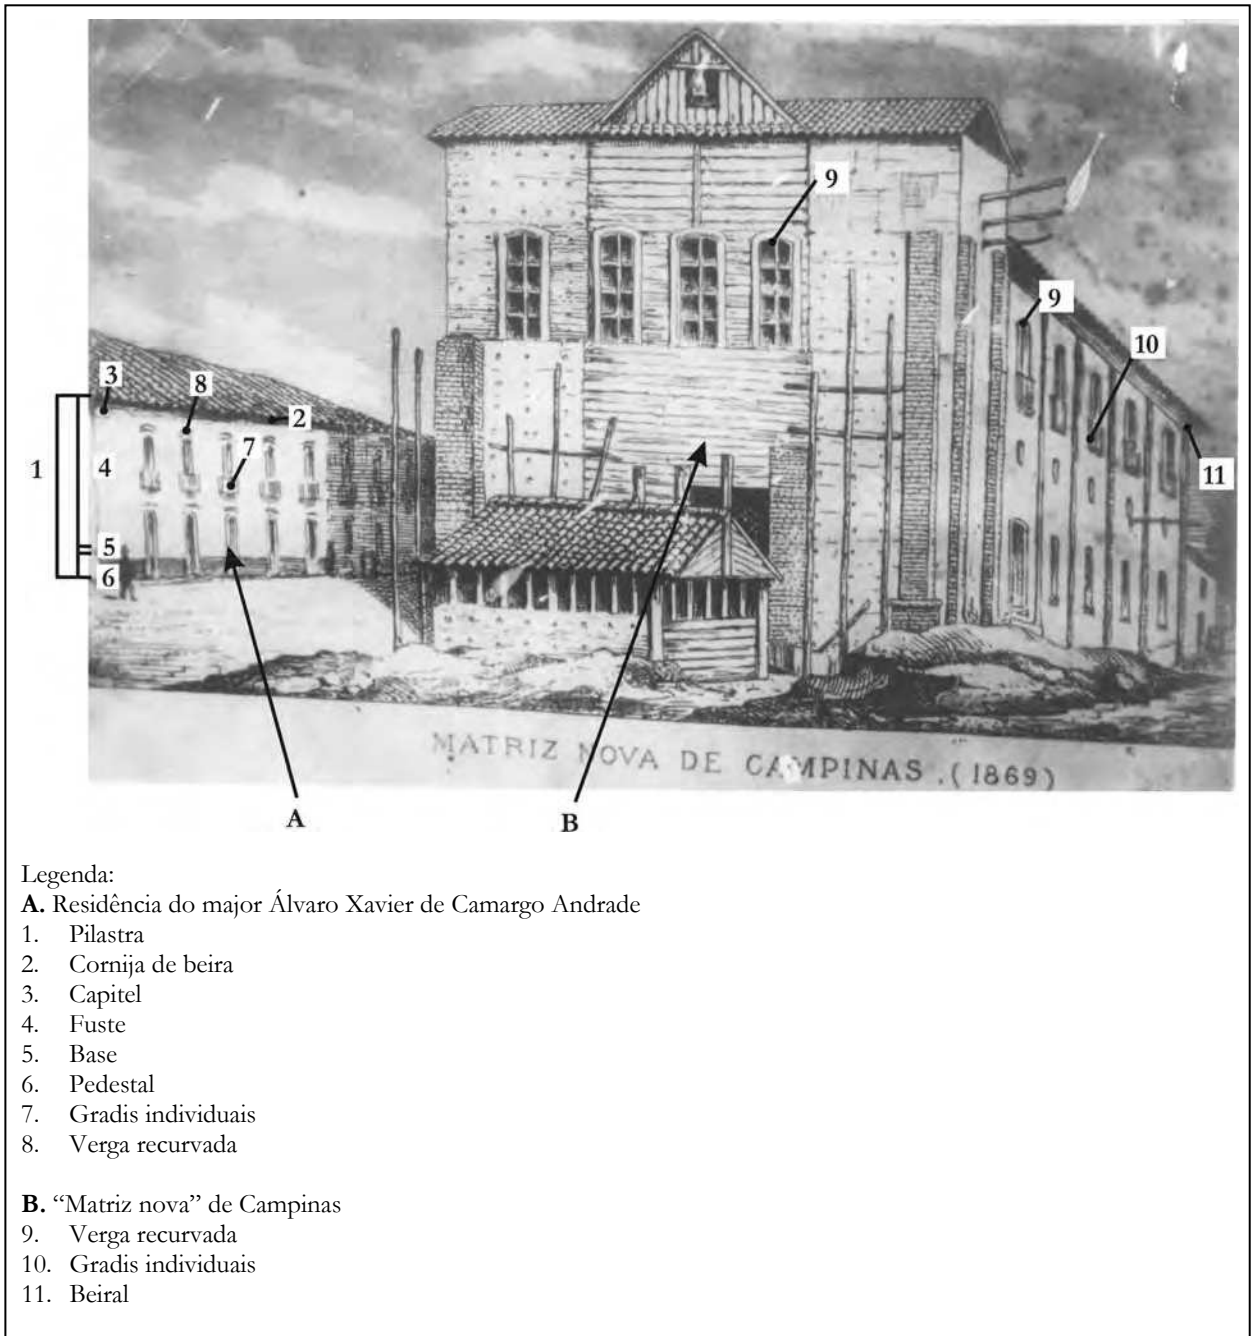 9
9
10
3
8
2
7
1
4
11
5
6
MATRIZ NOVA DE CAMPINAS .(1869)
A
B
Legenda:
A. Residência do major Álvaro Xavier de Camargo Andrade
1. Pilastra
2. Cornija de beira
3. Capitel
4. Fuste
5. Base
6. Pedestal
7. Gradis individuais
8. Verga recurvada
B. “Matriz nova” de Campinas
9. Verga recurvada
10. Gradis individuais
11. Beiral